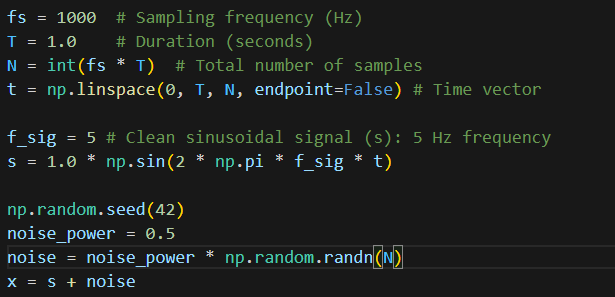 fs = 1000  # Sampling frequency (Hz)
T = 1.0    # Duration (seconds)
N = int(fs * T)  # Total number of samples
t = np.linspace(0, T, N, endpoint=False) # Time vector
f_sig = 5 # Clean sinusoidal signal (s): 5 Hz frequency
s = 1.0 * np.sin(2 * np.pi * f_sig * t)
np.random.seed(42)
noise_power = 0.5
noise = noise_power * np.random.randn(N)
x = s + noise